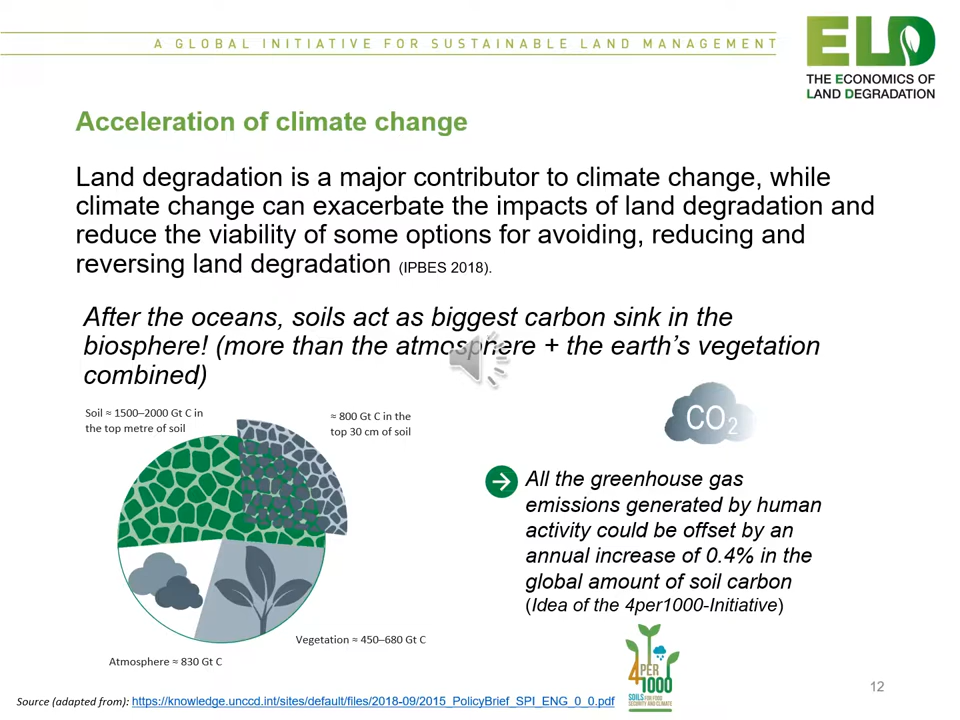 A GLOBAL INITIATIVE FOR SUSTAINABLE LAND MANAGEMENT
ELD
THE ECONOMICS OF
LAND DEGRADATION
Acceleration of climate change
Land degradation is a major contributor to climate change, while
climate change can exacerbate the impacts of land degradation and
reduce the viability of some options for avoiding, reducing and
reversing land degradation (IPBES 2018).
After the oceans, soils act as biggest carbon sink in the
biosphere! (more than the atmosphere + the earth's vegetation
combined)
Soil ≈ 1500–2000 Gt C in
the top metre of soil
≈ 800 Gt C in the
top 30 cm of soil
CO2
All the greenhouse gas
emissions generated by human
activity could be offset by an
annual increase of 0.4% in the
global amount of soil carbon
(Idea of the 4per1000-Initiative)
Vegetation ≈ 450–680 Gt C
Atmosphere ≈ 830 Gt C
4PER
1000
SOILS FOR FOOD
SECURITY AND CLIMATE
12
Source (adapted from): https://knowledge.unccd.int/sites/default/files/2018-09/2015_PolicyBrief_SPI_ENG_0_0.pdf